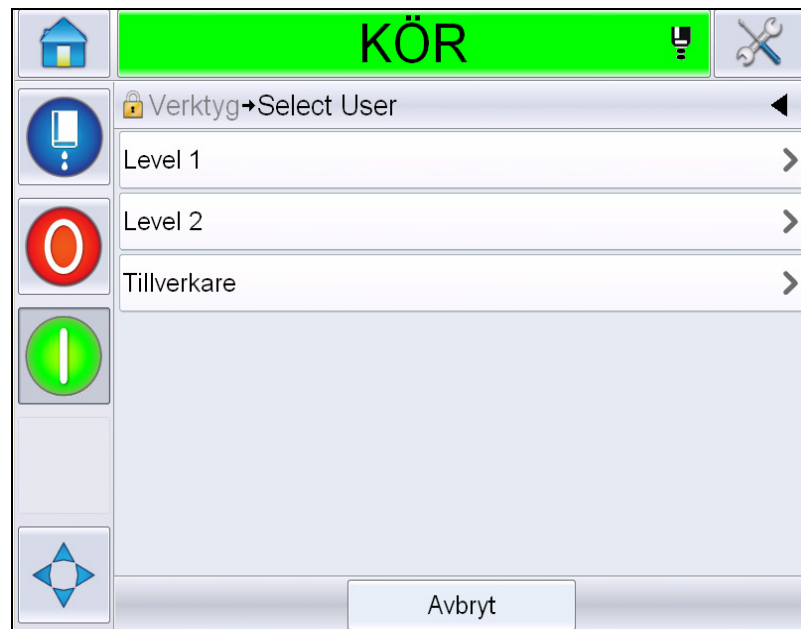 KÖR
Verktyg→Select User
Level 1
Level 2
Tillverkare
Avbryt